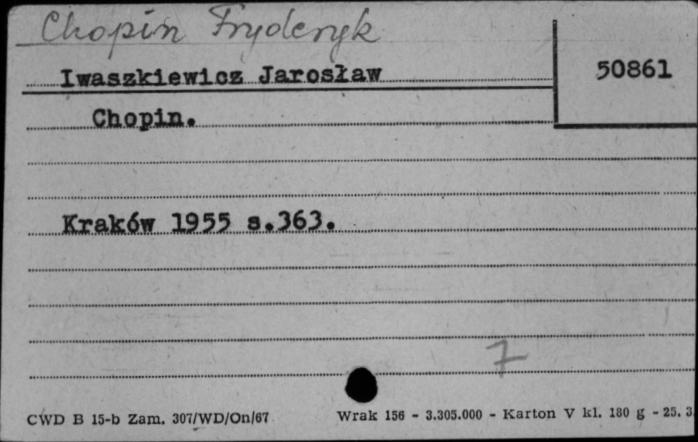 Chopin Fryderyk
50861
Iwaszkiewicz Jarosław
Chopin.
Kraków 1955 s.363.
7
CWD B 15-b Zam. 307/WD/On/67 Wrak 156 - 3.305.000 - Karton V kl. 180 g - 25. 3